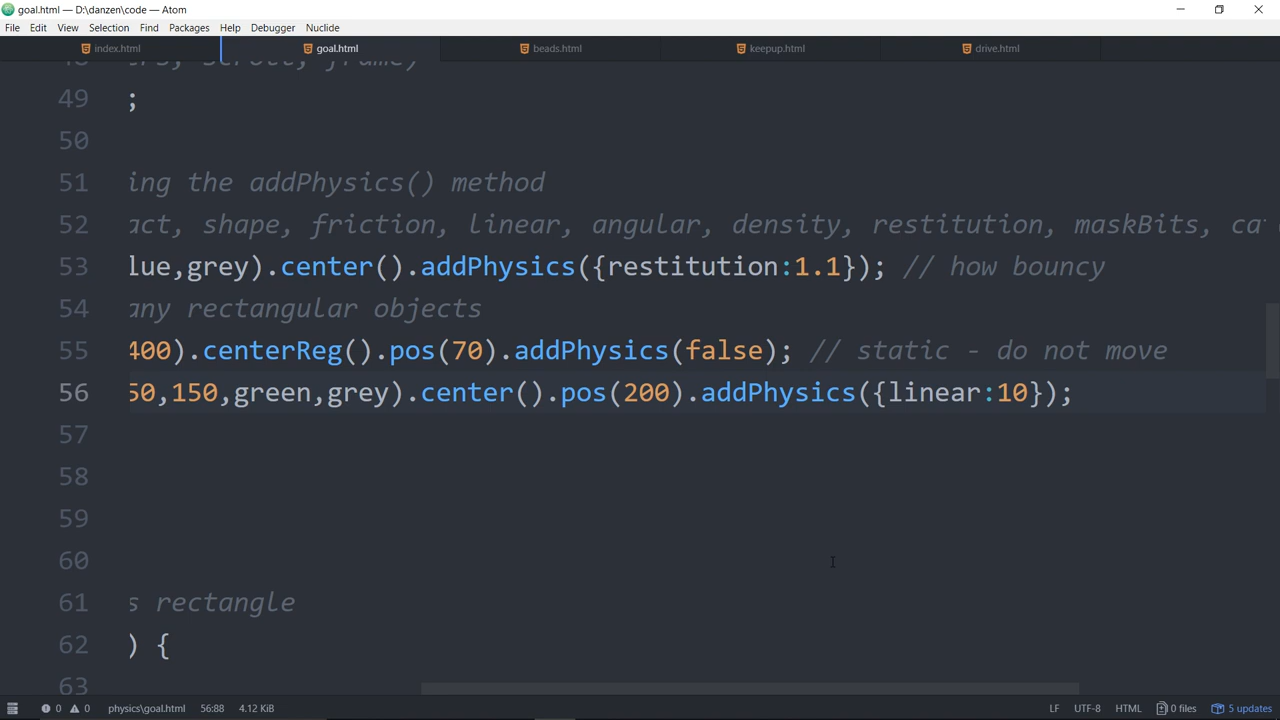 goal.html — D:\danzen\code — Atom
File Edit View Selection Find Packages Help Debugger Nuclide
index.html goal.html beads.html keepup.html drive.html
48 ers, scroll, frame)
49 ;
50
51 ing the addPhysics() method
52 act, shape, friction, linear, angular, density, restitution, maskBits, cat
53 lue,grey).center().addPhysics({restitution:1.1}); // how bouncy
54 any rectangular objects
55 400).centerReg().pos(70).addPhysics(false); // static - do not move
56 50,150,green,grey).center().pos(200).addPhysics({linear:10});
57
58
59
60
61 s rectangle
62 ) {
63
0 0 physics\goal.html 56:88 4.12 KiB LF UTF-8 HTML 0 files 5 updates